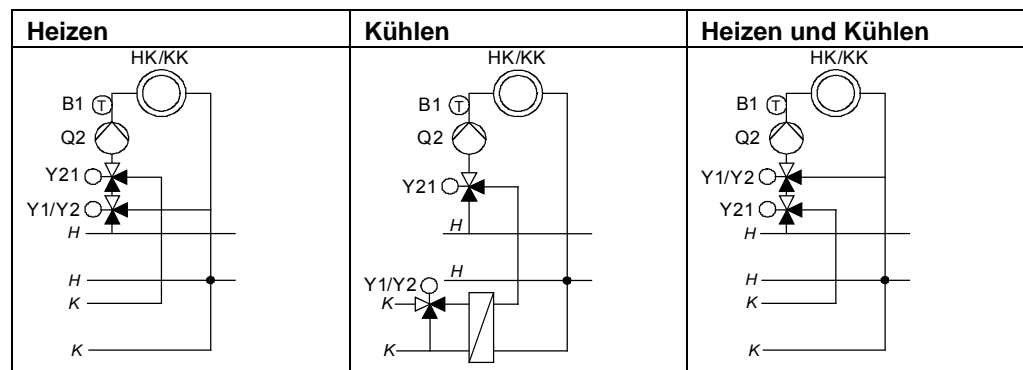 Heizen
HK/KK
B1
T
Q2
Y21
Y1/Y2
H
H
K
K
Kühlen
HK/KK
B1
T
Q2
Y21
H
H
Y1/Y2
K
K
Heizen und Kühlen
HK/KK
B1
T
Q2
Y1/Y2
Y21
H
H
K
K